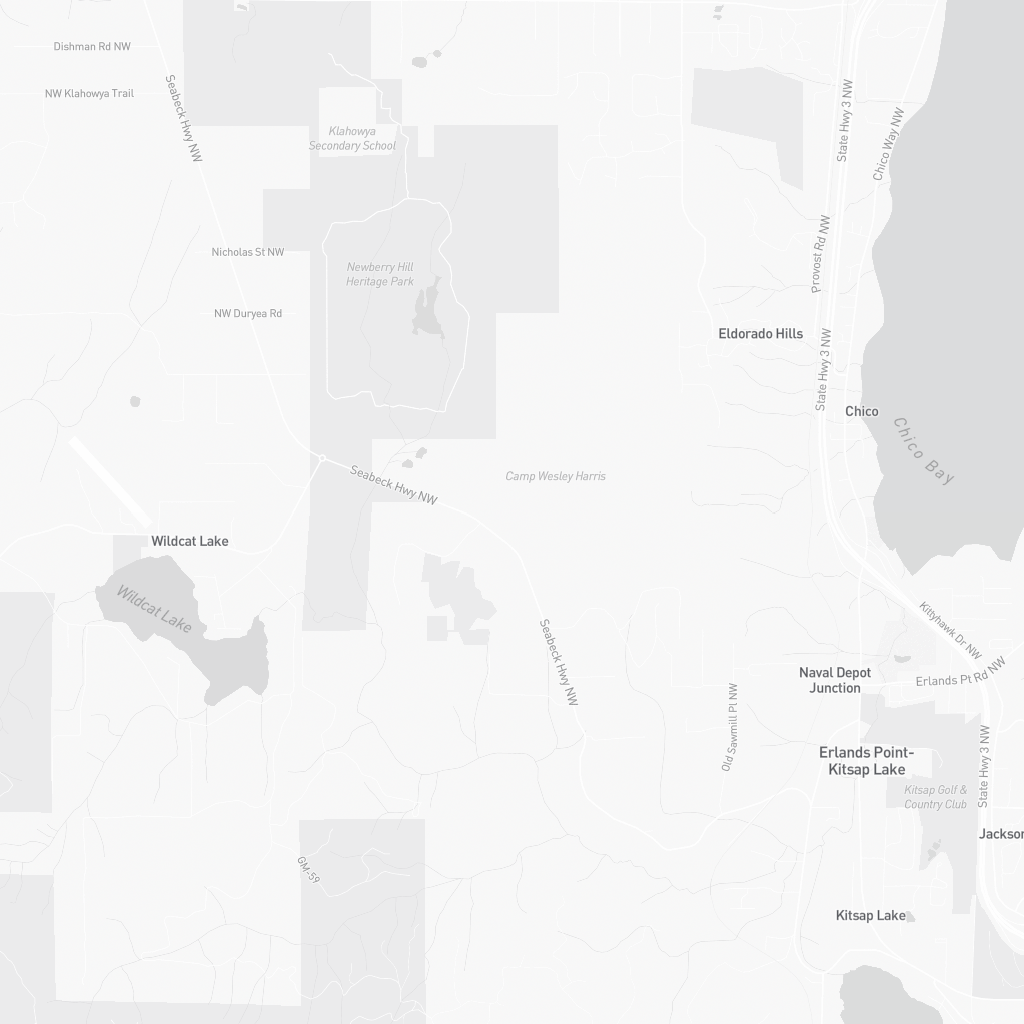 Dishman Rd NW
NW Klahowya Trail
Seabeck Hwy NW
Klahowya
Secondary School
State Hwy 3 NW
Chico Way NW
Nicholas St NW
Newberry Hill
Heritage Park
Provost Rd NW
NW Duryea Rd
Eldorado Hills
State Hwy 3 NW
Chico
Chico Bay
Seabeck Hwy NW
Camp Wesley Harris
Wildcat Lake
Wildcat Lake
Kittyhawk Dr NW
Seabeck Hwy NW
Naval Depot
Junction
Erlands Pt Rd NW
Old Sawmill Pl NW
Erlands Point-
Kitsap Lake
State Hwy 3 NW
Kitsap Golf &
Country Club
Jackson
GM-59
Kitsap Lake